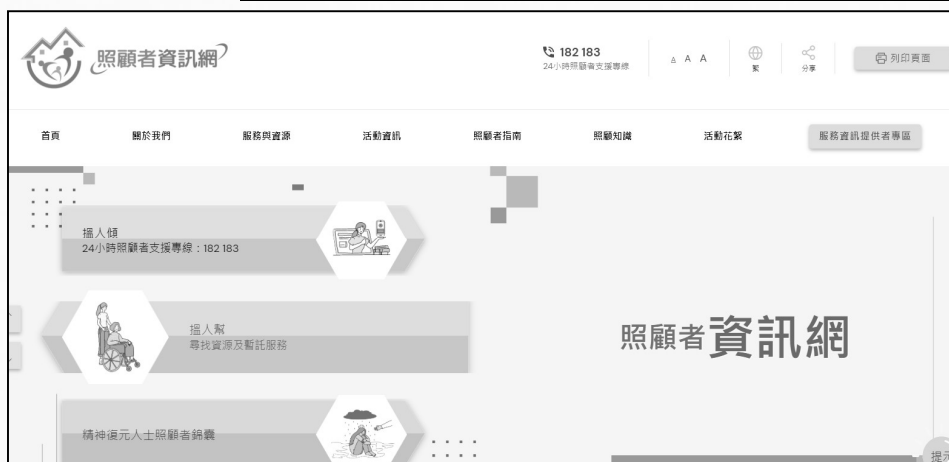 照顧者資訊網
182 183
24小時照顧者支援專線
A A A
繁
分享
列印頁面
首頁
關於我們
服務與資源
活動資訊
照顧者指南
照顧知識
活動花絮
服務資訊提供者專區
搵人傾
24小時照顧者支援專線：182 183
搵人幫
尋找資源及暫託服務
照顧者資訊網
精神復元人士照顧者錦囊
提示